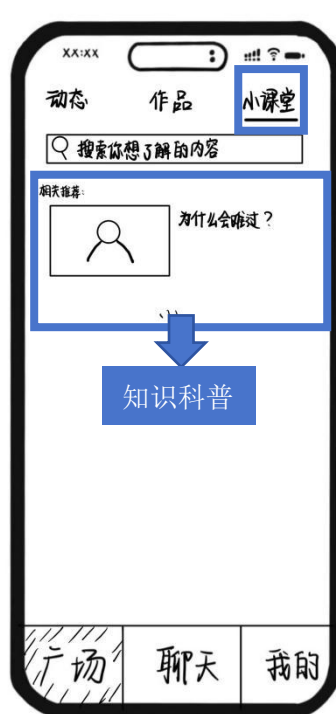 XX:XX
动态 作品 小课堂
搜索你想了解的内容
相关推荐:
为什么会难过?
...
知识科普
广场 聊天 我的